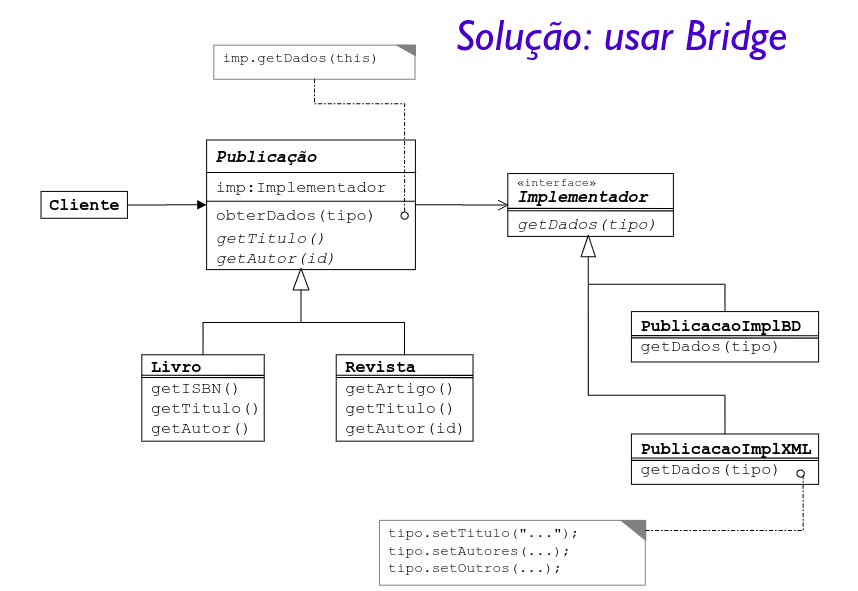 Solução: usar Bridge
imp.getDados(this)
Publicação
imp:Implementador
obterDados(tipo)
getTitulo()
getAutor(id)
Cliente
«interface»
Implementador
getDados(tipo)
PublicacaoImplBD
getDados(tipo)
Livro
getISBN()
getTitulo()
getAutor()
Revista
getArtigo()
getTitulo()
getAutor(id)
PublicacaoImplXML
getDados(tipo)
tipo.setTitulo("...");
tipo.setAutores(...);
tipo.setOutros(...);